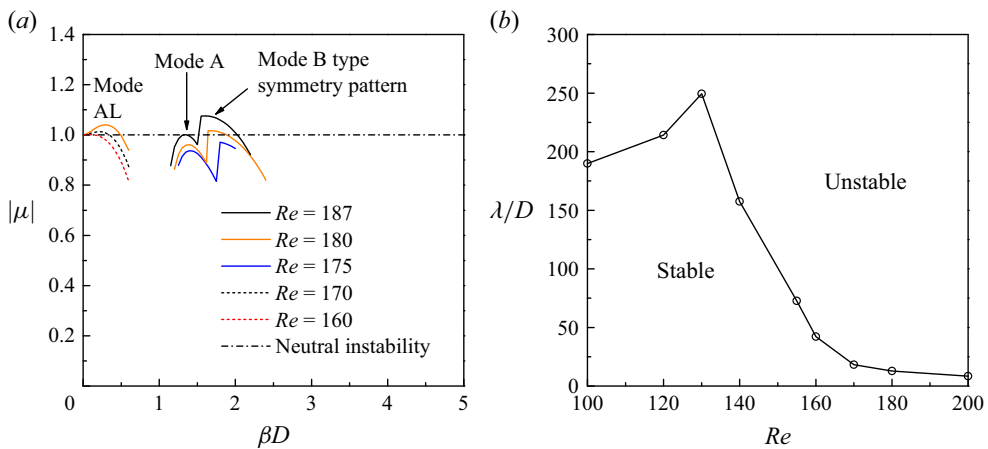 (a)
1.4
1.2
1.0
0.8
0.6
0.4
0.2
|μ|
Mode
AL
Mode A
Mode B type
symmetry pattern
Re = 187
Re = 180
Re = 175
Re = 170
Re = 160
Neutral instability
0 1 2 3 4 5
βD
(b)
300
250
200
150
100
50
0
λ/D
Unstable
Stable
100 120 140 160 180 200
Re